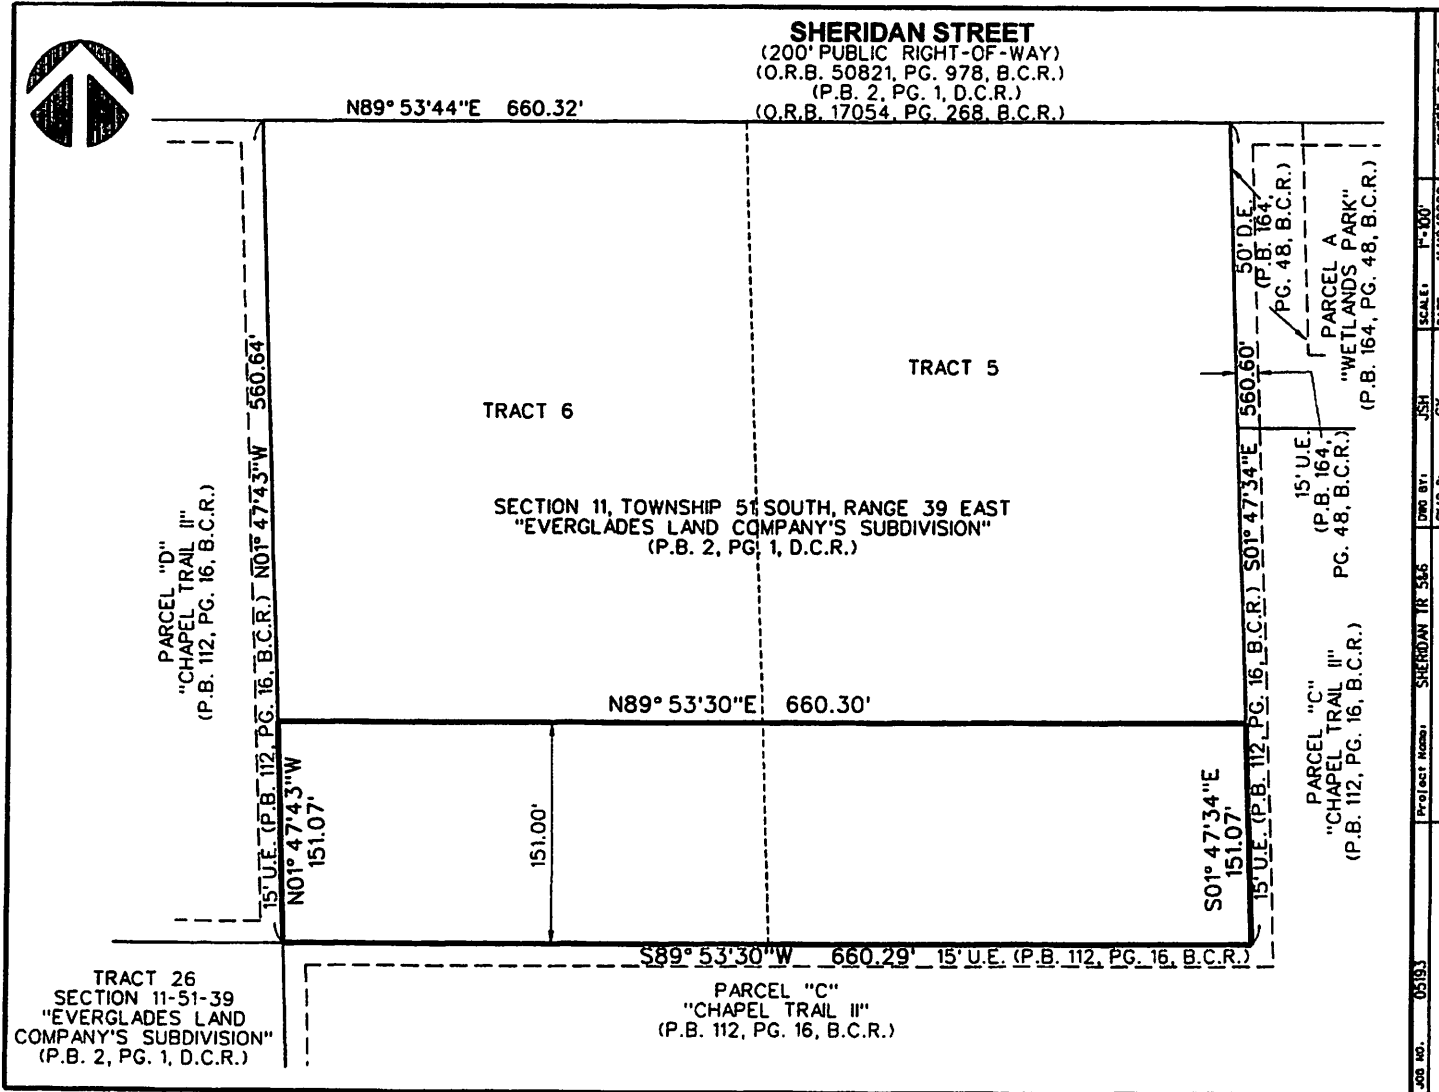 SHERIDAN STREET
(200' PUBLIC RIGHT-OF-WAY)
(O.R.B. 50821, PG. 978, B.C.R.)
(P.B. 2, PG. 1, D.C.R.)
(O.R.B. 17054, PG. 268, B.C.R.)
N89° 53'44"E 660.32'
50' D.E.
(P.B. 164,
PG. 48, B.C.R.)
PARCEL A
"WETLANDS PARK"
(P.B. 164, PG. 48, B.C.R.)
TRACT 5
TRACT 6
SECTION 11, TOWNSHIP 51 SOUTH, RANGE 39 EAST
"EVERGLADES LAND COMPANY'S SUBDIVISION"
(P.B. 2, PG. 1, D.C.R.)
15' U.E.
(P.B. 164,
PG. 48, B.C.R.)
PARCEL "D"
"CHAPEL TRAIL II"
(P.B. 112, PG. 16, B.C.R.)
15' U.E. (P.B. 112, PG. 16, B.C.R.) N01° 47'43"W 560.64'
15' U.E. (P.B. 112, PG. 16, B.C.R.) S01° 47'34"E 560.60'
PARCEL "C"
"CHAPEL TRAIL II"
(P.B. 112, PG. 16, B.C.R.)
N89° 53'30"E 660.30'
N01° 47'43"W
151.07'
151.00'
S01° 47'34"E
151.07'
S89° 53'30"W 660.29' 15' U.E. (P.B. 112, PG. 16, B.C.R.)
TRACT 26
SECTION 11-51-39
"EVERGLADES LAND
COMPANY'S SUBDIVISION"
(P.B. 2, PG. 1, D.C.R.)
PARCEL "C"
"CHAPEL TRAIL II"
(P.B. 112, PG. 16, B.C.R.)
JOB NO. 05193
Project Name: SHERIDAN TR 5&6
DWG BY: JSH
SCALE: 1"=100'